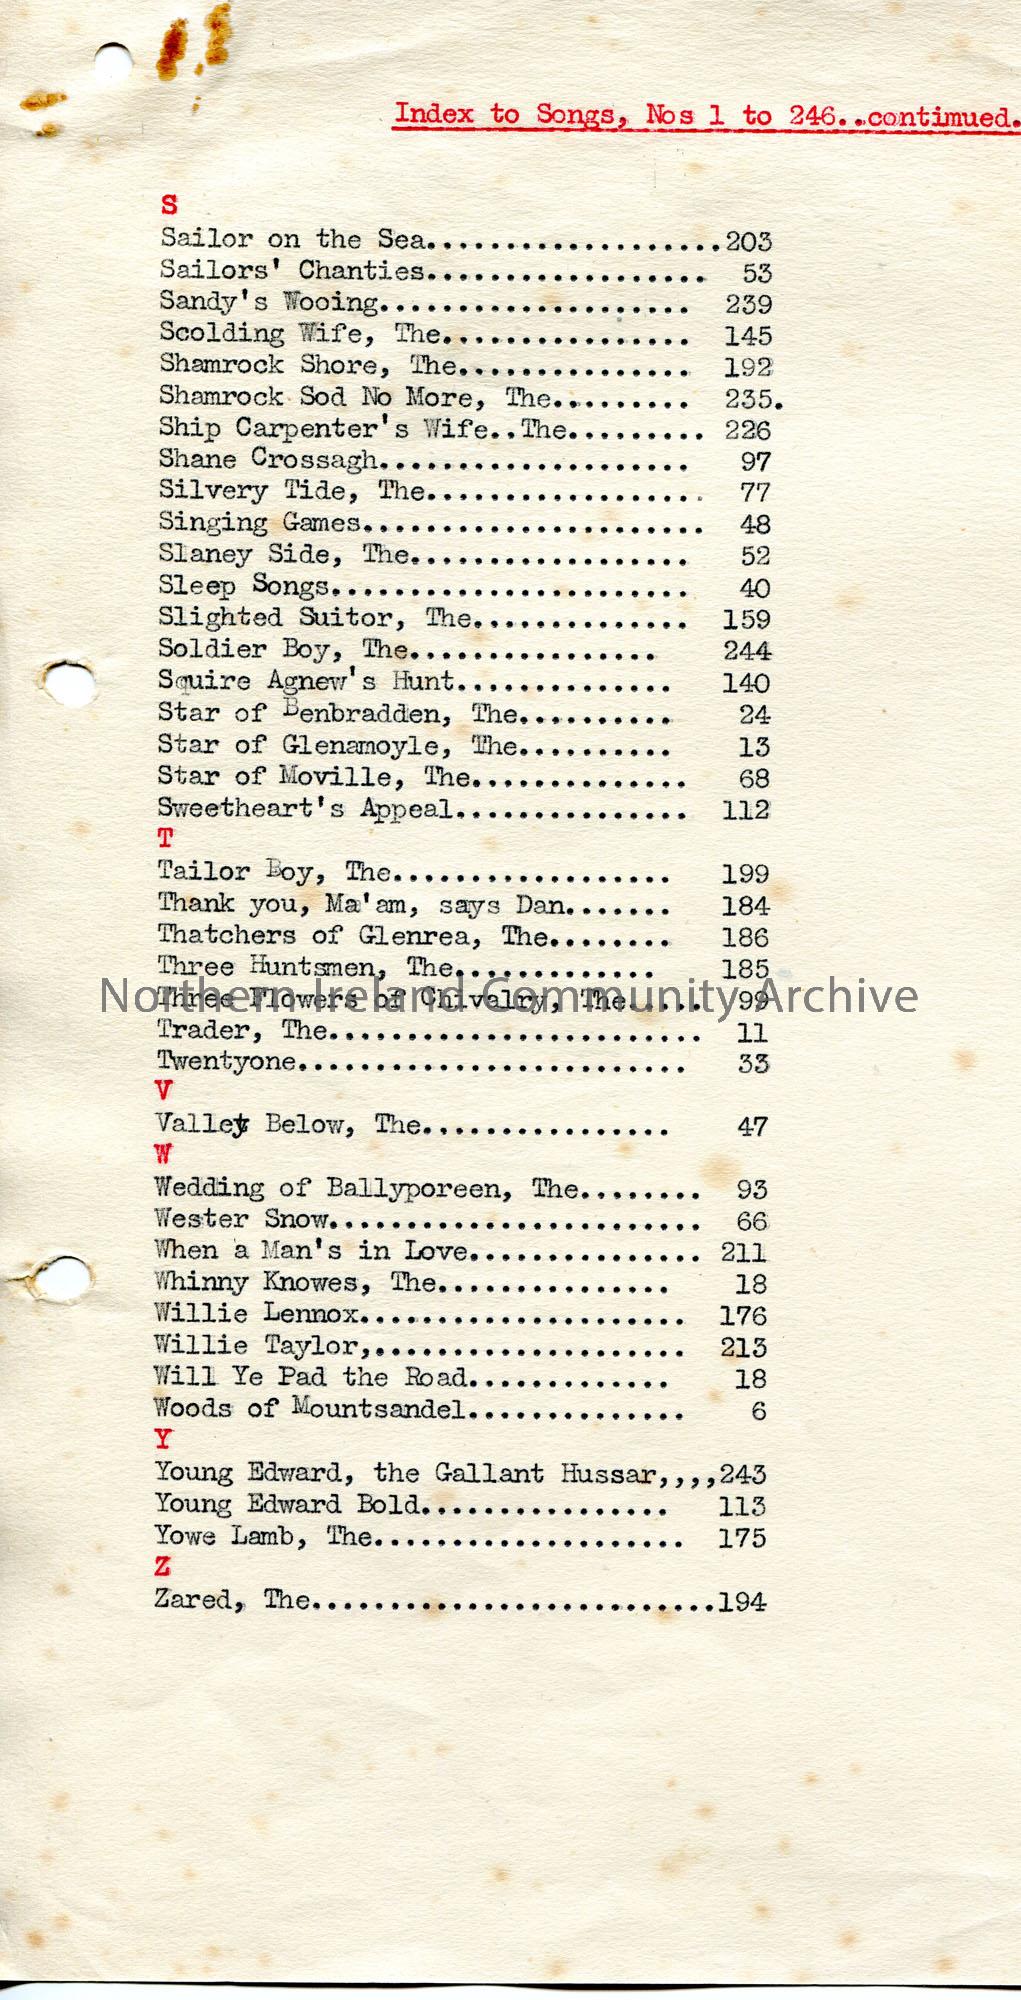 Index to Songs, Nos 1 to 246..contimued.
S
Sailor on the Sea...................203
Sailors' Chanties.................. 53
Sandy's Wooing.................... 239
Scolding Wife, The................ 145
Shamrock Shore, The............... 192
Shamrock Sod No More, The......... 235.
Ship Carpenter's Wife..The......... 226
Shane Crossagh.................... 97
Silvery Tide, The.................. 77
Singing Games...................... 48
Slaney Side, The.................. 52
Sleep Songs....................... 40
Slighted Suitor, The.............. 159
Soldier Boy, The................ 244
Squire Agnew's Hunt.............. 140
Star of Benbradden, The.......... 24
Star of Glenamoyle, The.......... 13
Star of Moville, The.............. 68
Sweetheart's Appeal............... 112
T
Tailor Boy, The.................. 199
Thank you, Ma'am, says Dan....... 184
Thatchers of Glenrea, The........ 186
Three Huntsmen, The............. 185
Northern Ireland Community Archive
Three Flowers of Chivalry, The..... 99
Trader, The........................ 11
Twentyone......................... 33
V
Valley Below, The................ 47
W
Wedding of Ballyporeen, The........ 93
Wester Snow........................ 66
When a Man's in Love............... 211
Whinny Knowes, The............... 18
Willie Lennox..................... 176
Willie Taylor,.................... 213
Will Ye Pad the Road............. 18
Woods of Mountsandel.............. 6
Y
Young Edward, the Gallant Hussar,,,,243
Young Edward Bold................ 113
Yowe Lamb, The.................... 175
Z
Zared, The..........................194